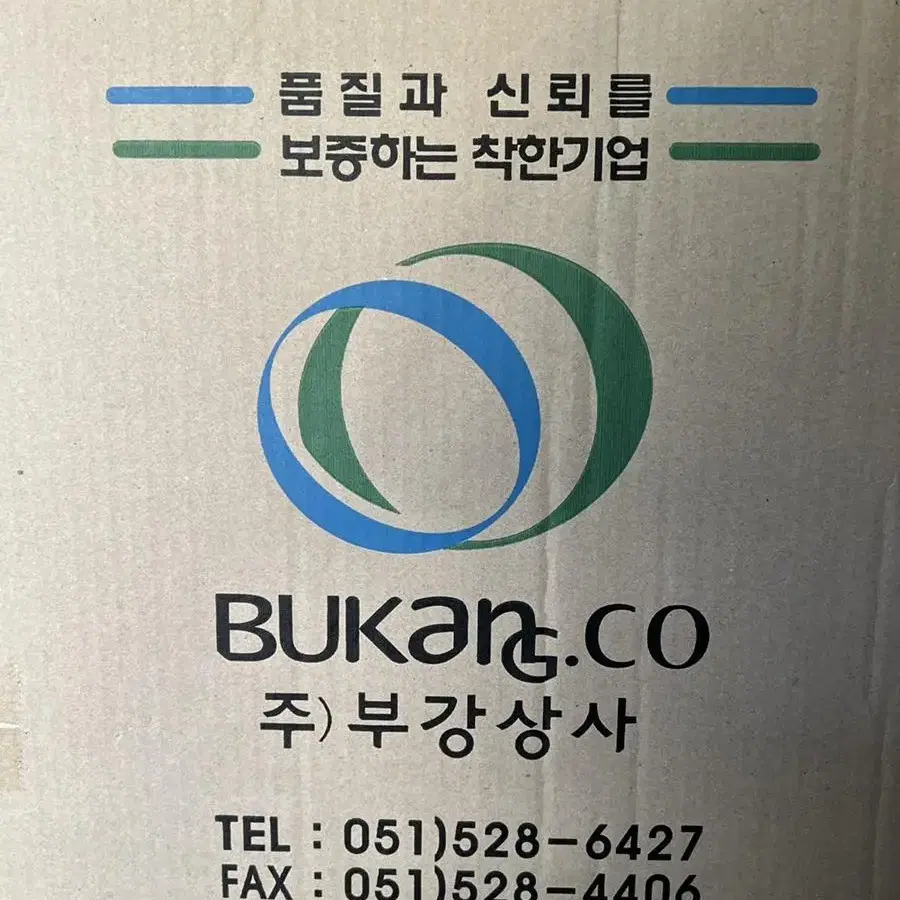 품질과 신뢰를
보증하는 착한기업
BUKANG.CO
주)부강상사
TEL : 051)528-6427
FAX : 051)528-4406